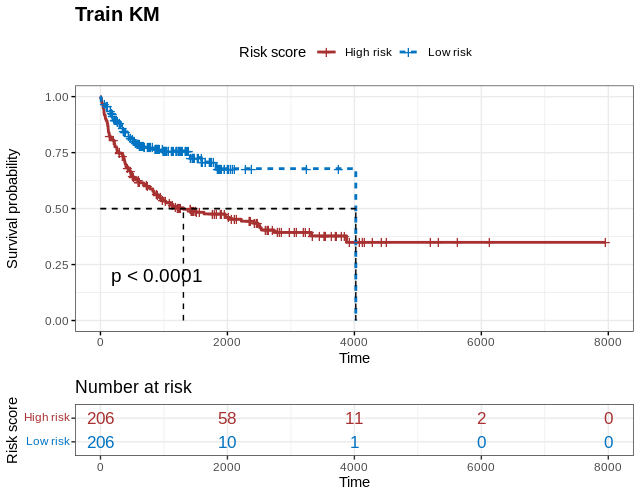 Train KM
Risk score High risk Low risk
Survival probability
1.00
0.75
0.50
0.25
0.00
p < 0.0001
0 2000 4000 6000 8000
Time
Number at risk
Risk score
High risk 206 58 11 2 0
Low risk 206 10 1 0 0
0 2000 4000 6000 8000
Time